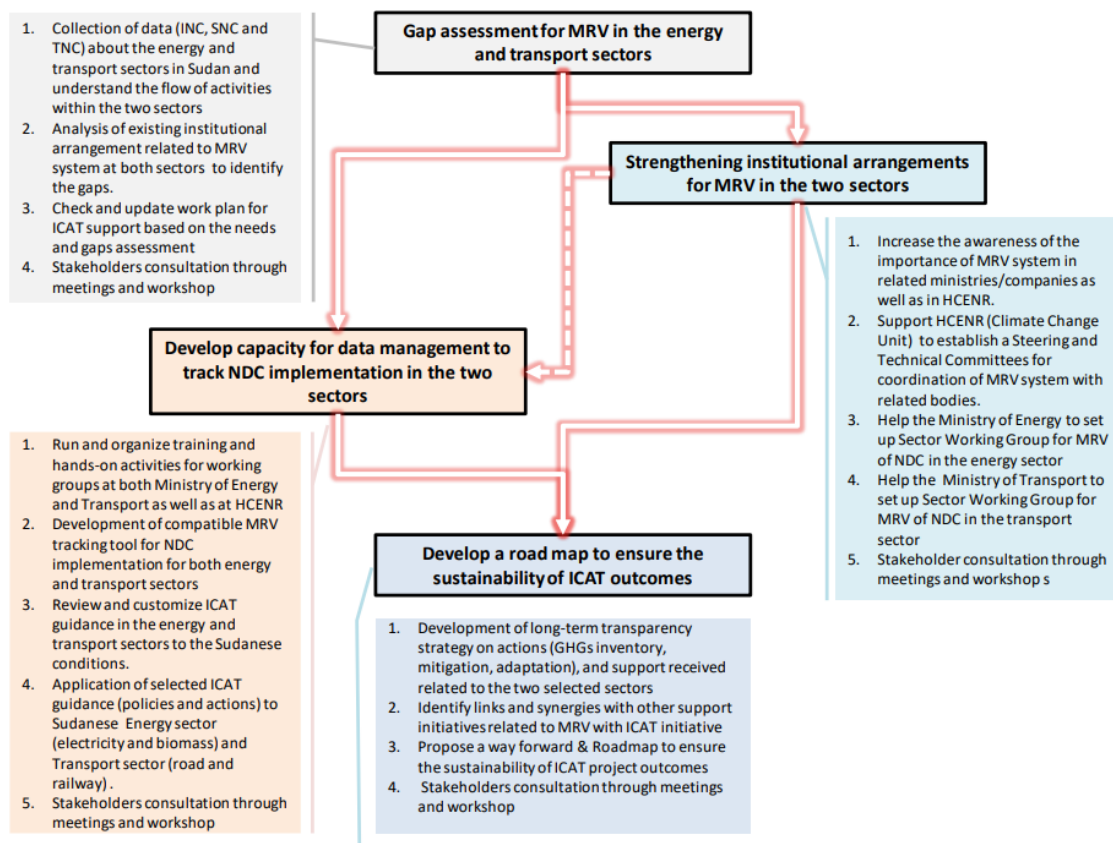 Gap assessment for MRV in the energy
and transport sectors
1. Collection of data (INC, SNC and
TNC) about the energy and
transport sectors in Sudan and
understand the flow of activities
within the two sectors
2. Analysis of existing institutional
arrangement related to MRV
system at both sectors to identify
the gaps.
3. Check and update work plan for
ICAT support based on the needs
and gaps assessment
4. Stakeholders consultation through
meetings and workshop
Strengthening institutional arrangements
for MRV in the two sectors
1. Increase the awareness of the
importance of MRV system in
related ministries/companies as
well as in HCENR.
2. Support HCENR (Climate Change
Unit) to establish a Steering and
Technical Committees for
coordination of MRV system with
related bodies.
3. Help the Ministry of Energy to set
up Sector Working Group for MRV
of NDC in the energy sector
4. Help the Ministry of Transport to
set up Sector Working Group for
MRV of NDC in the transport
sector
5. Stakeholder consultation through
meetings and workshop s
Develop capacity for data management to
track NDC implementation in the two
sectors
1. Run and organize training and
hands-on activities for working
groups at both Ministry of Energy
and Transport as well as at HCENR
2. Development of compatible MRV
tracking tool for NDC
implementation for both energy
and transport sectors
3. Review and customize ICAT
guidance in the energy and
transport sectors to the Sudanese
conditions.
4. Application of selected ICAT
guidance (policies and actions) to
Sudanese Energy sector
(electricity and biomass) and
Transport sector (road and
railway) .
5. Stakeholders consultation through
meetings and workshop
Develop a road map to ensure the
sustainability of ICAT outcomes
1. Development of long-term transparency
strategy on actions (GHGs inventory,
mitigation, adaptation), and support received
related to the two selected sectors
2. Identify links and synergies with other support
initiatives related to MRV with ICAT initiative
3. Propose a way forward & Roadmap to ensure
the sustainability of ICAT project outcomes
4. Stakeholders consultation through meetings
and workshop